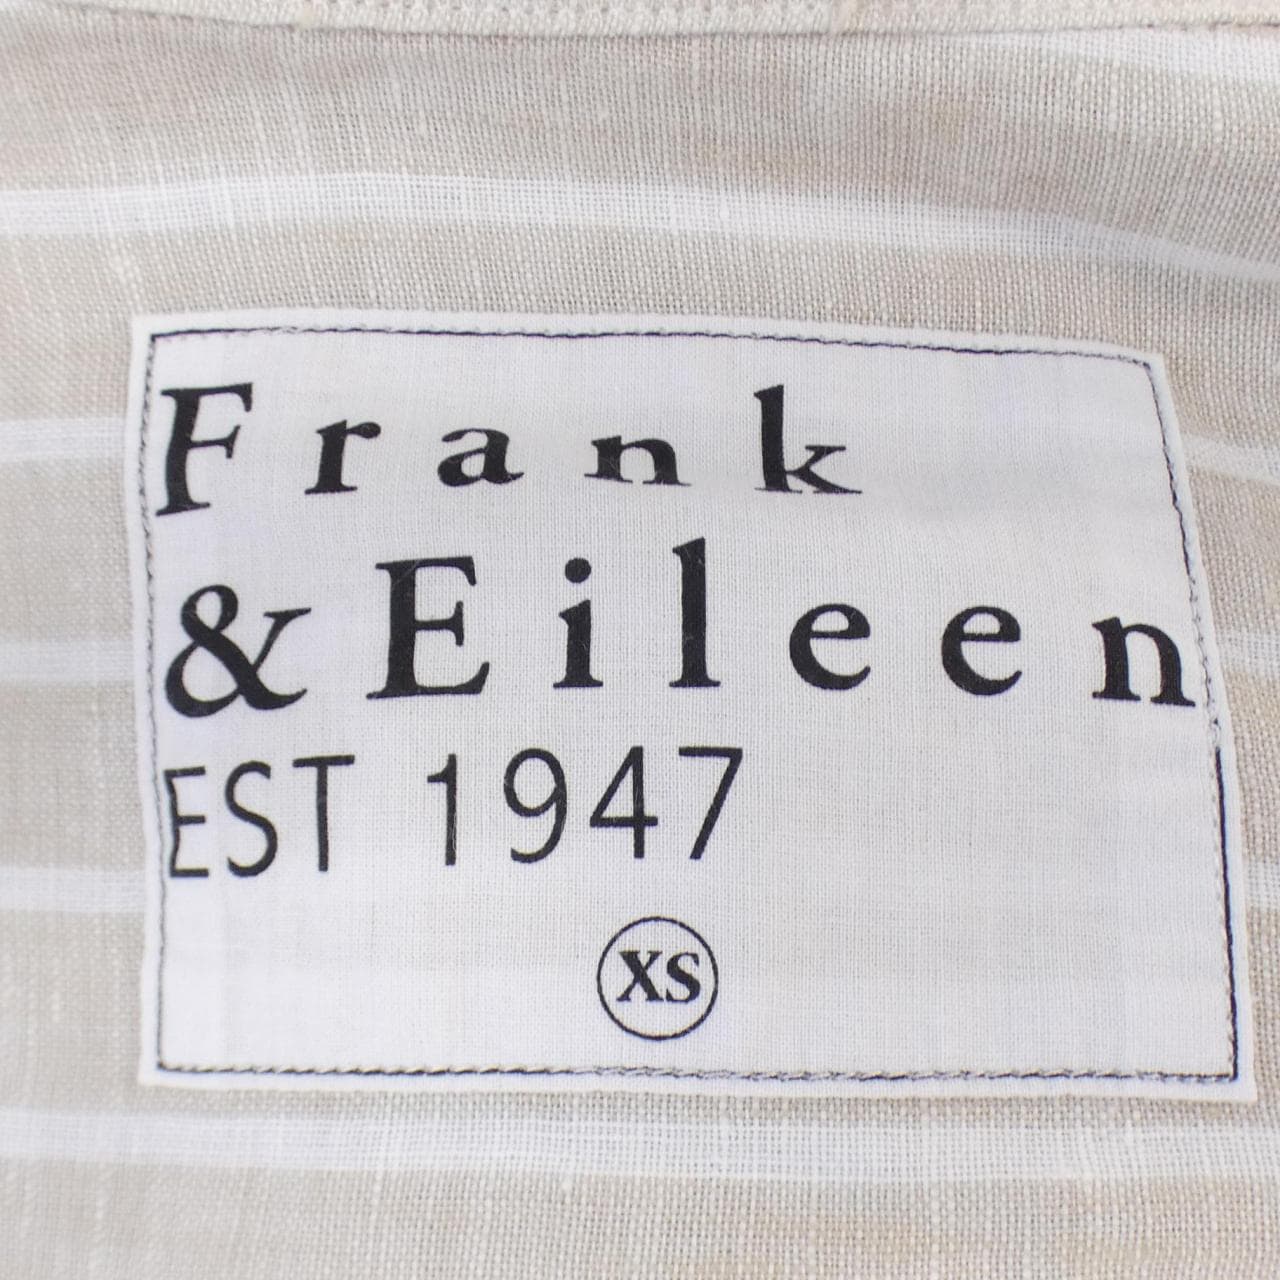 Frank
& Eileen
EST 1947
XS